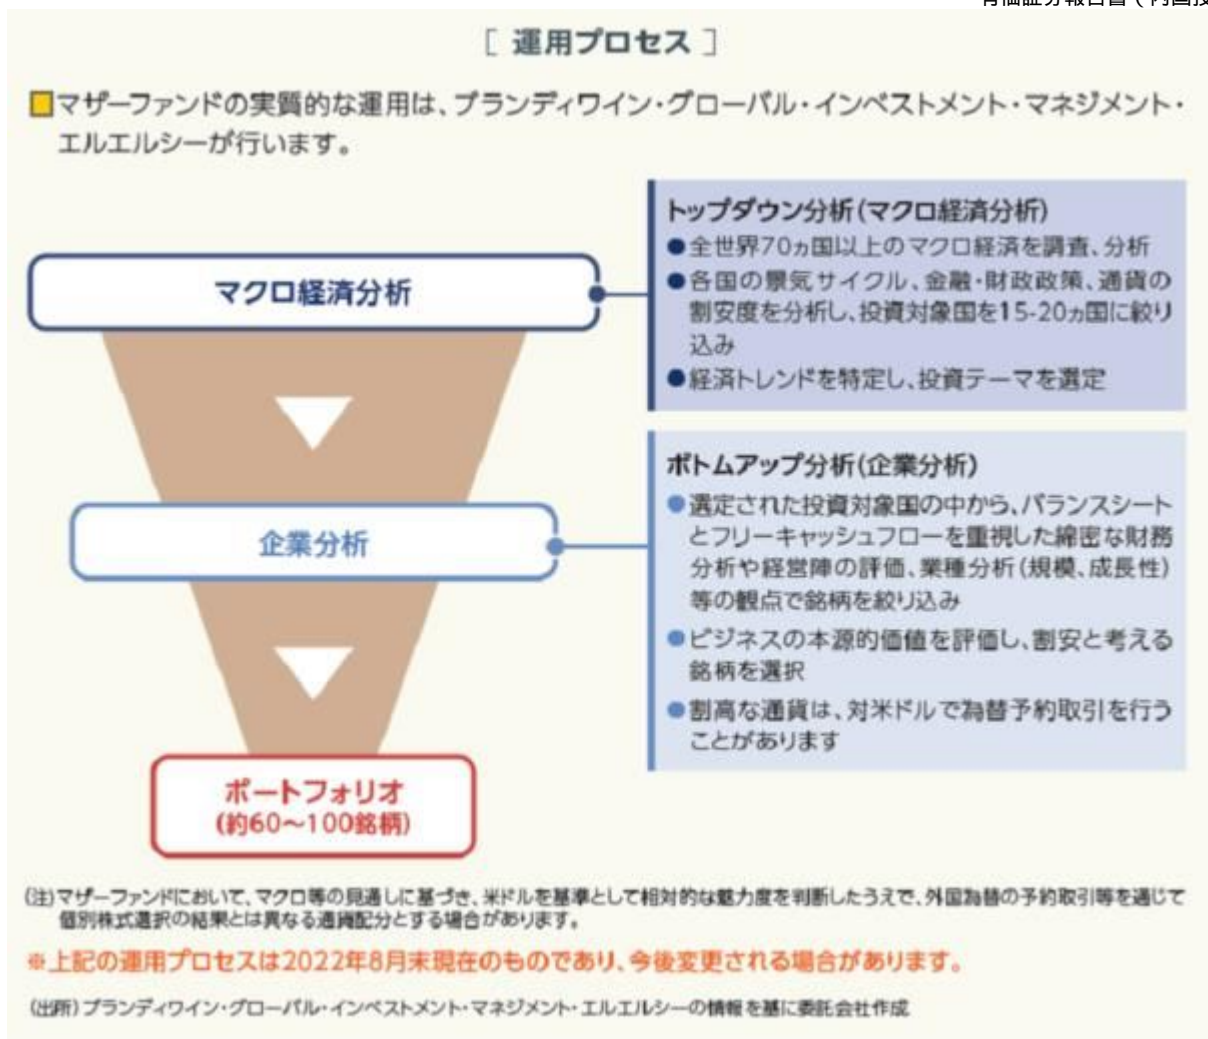 ［ 運用プロセス ］
マザーファンドの実質的な運用は、ブランディワイン・グローバル・インベストメント・マネジメント・
エルエルシーが行います。
トップダウン分析(マクロ経済分析)
●全世界70ヵ国以上のマクロ経済を調査、分析
●各国の景気サイクル、金融・財政政策、通貨の
割安度を分析し、投資対象国を15-20ヵ国に絞り
込み
●経済トレンドを特定し、投資テーマを選定
マクロ経済分析
ボトムアップ分析(企業分析)
●選定された投資対象国の中から、バランスシート
とフリーキャッシュフローを重視した綿密な財務
分析や経営陣の評価、業種分析(規模、成長性)
等の観点で銘柄を絞り込み
●ビジネスの本源的価値を評価し、割安と考える
銘柄を選択
●割高な通貨は、対米ドルで為替予約取引を行う
ことがあります
企業分析
ポートフォリオ
(約60～100銘柄)
(注)マザーファンドにおいて、マクロ等の見通しに基づき、米ドルを基準として相対的な魅力度を判断したうえで、外国為替の予約取引等を通じて
個別株式選択の結果とは異なる通貨配分とする場合があります。
※上記の運用プロセスは2022年8月末現在のものであり、今後変更される場合があります。
(出所)ブランディワイン・グローバル・インベストメント・マネジメント・エルエルシーの情報を基に委託会社作成